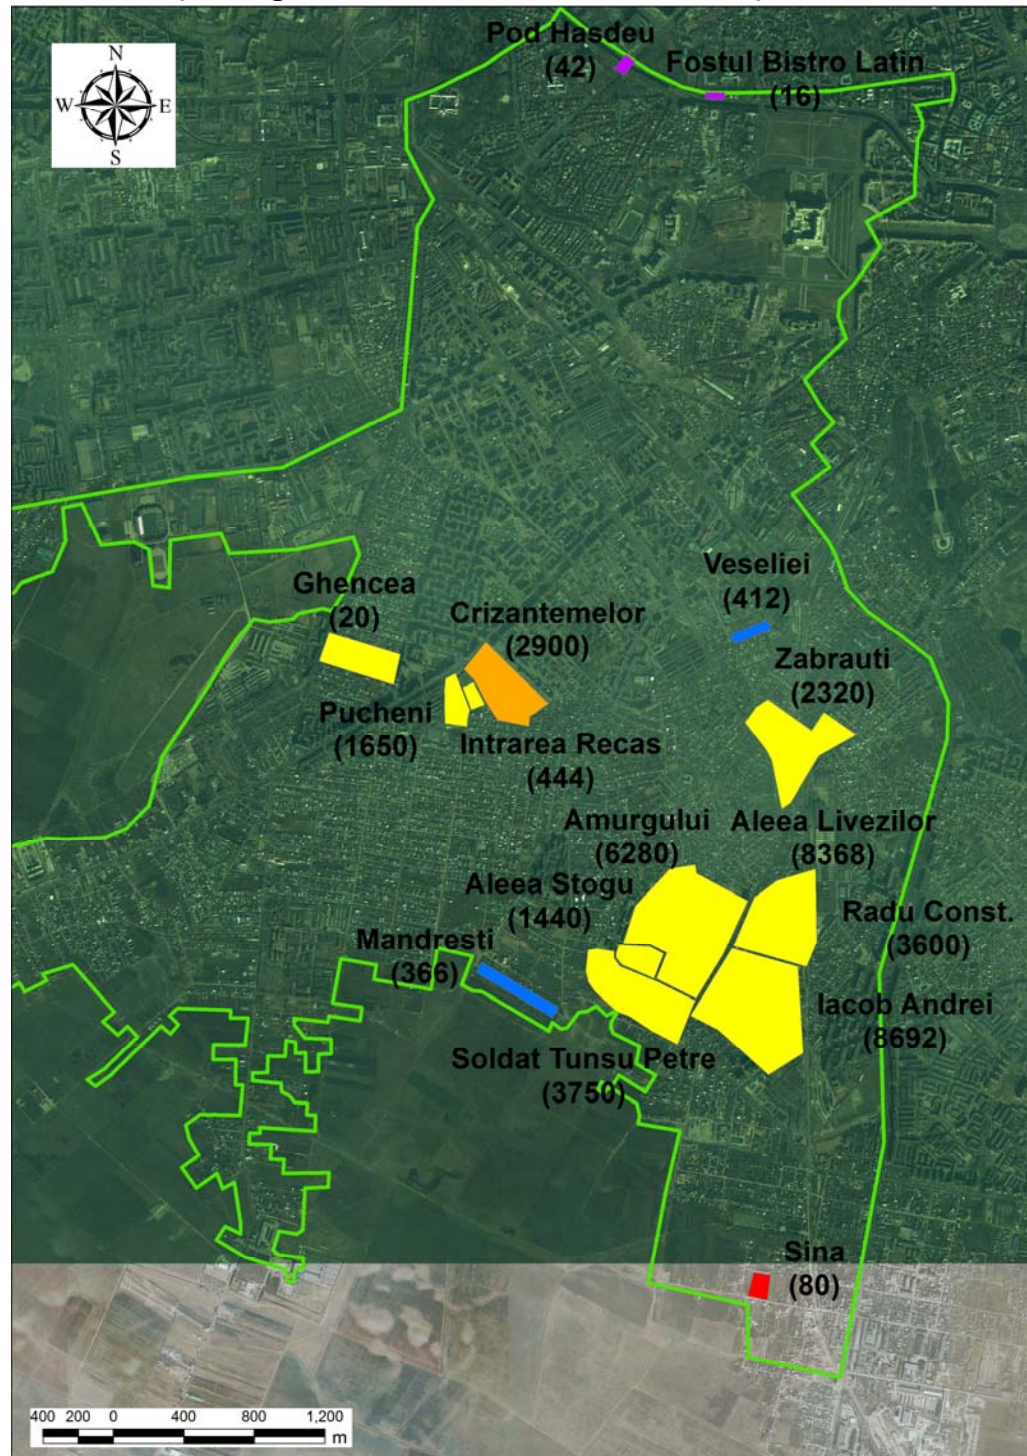 Pod Hasdeu
(42)
Fostul Bistro Latin
(16)
N
W
E
S
Veseliei
(412)
Ghencea
(20)
Crizantemelor
(2900)
Zabrauti
(2320)
Pucheni
(1650)
Intrarea Recas
(444)
Amurgului
(6280)
Aleea Livezilor
(8368)
Aleea Stogu
(1440)
Radu Const.
(3600)
Mandresti
(366)
Iacob Andrei
(8692)
Soldat Tunsu Petre
(3750)
Sina
(80)
400 200 0 400 800 1,200
m